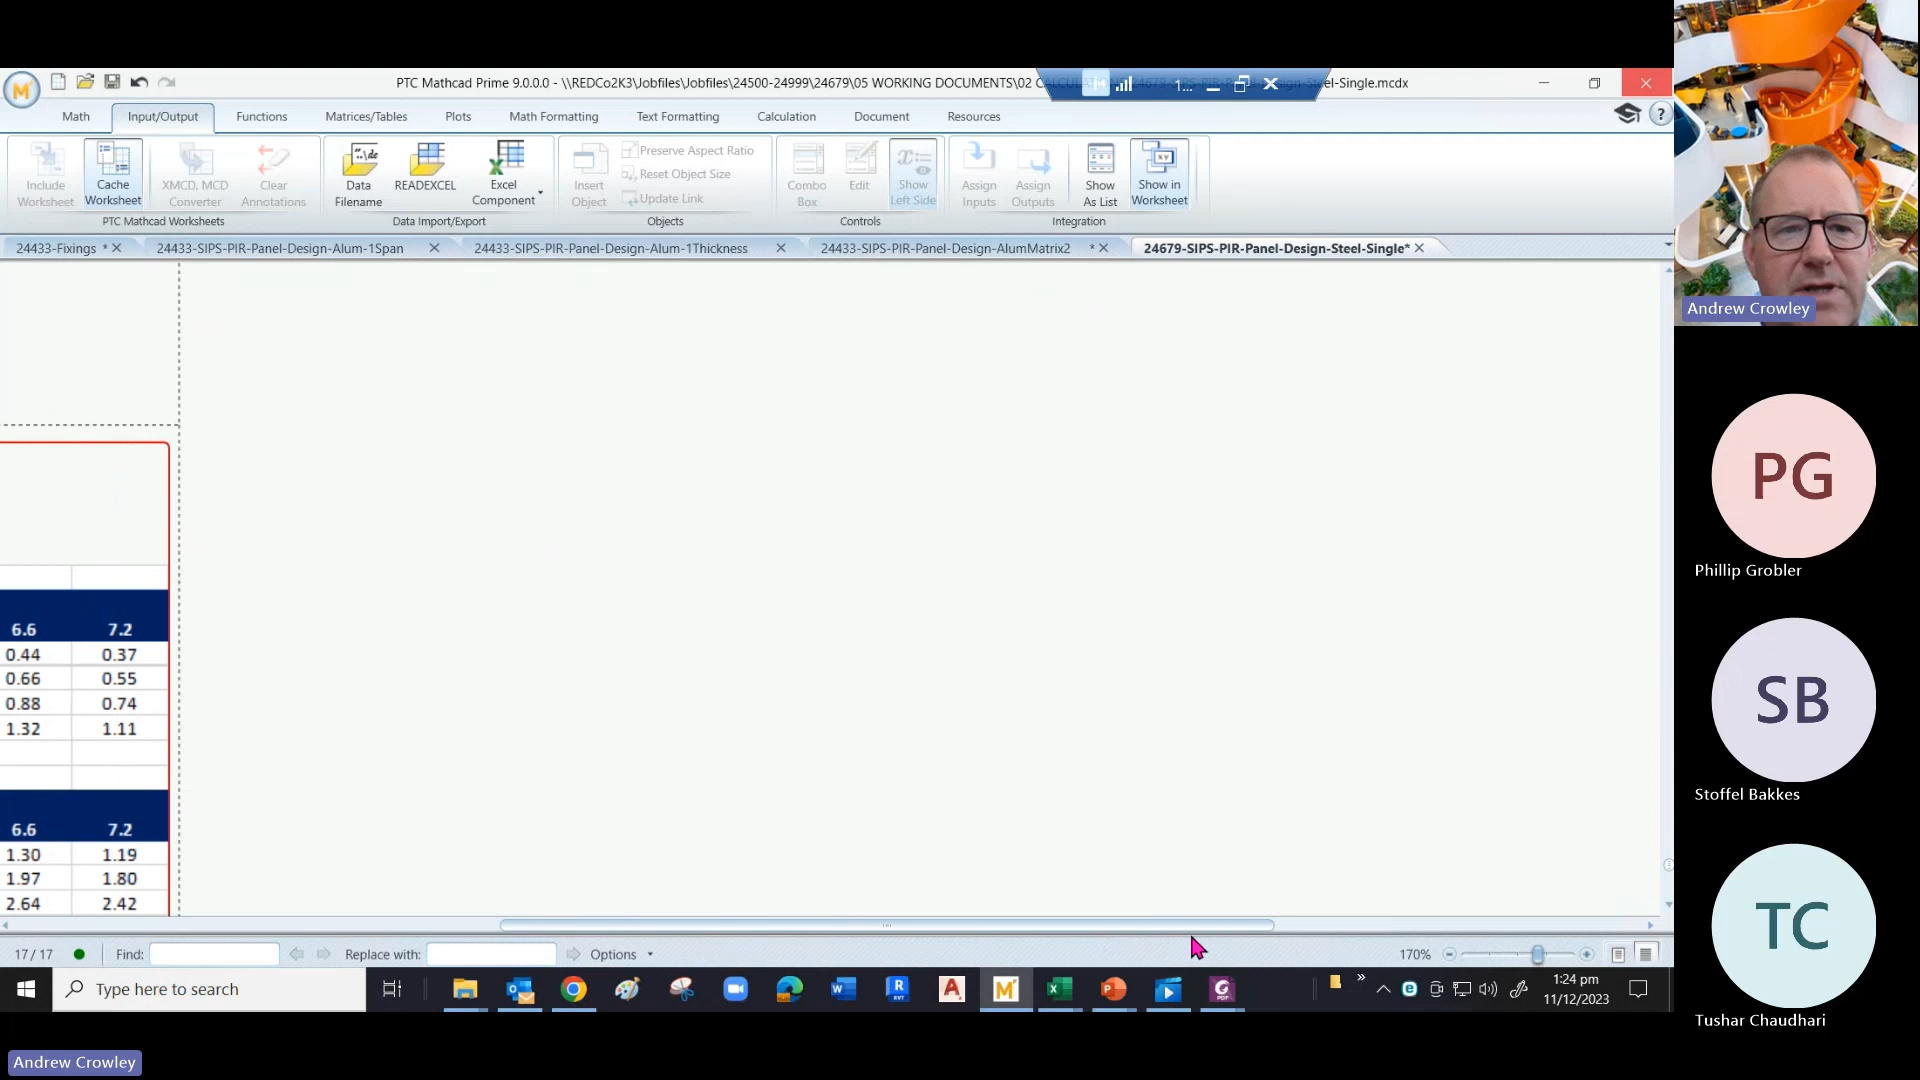 PTC Mathcad Prime 9.0.0.0 - \\REDCo2K3\Jobfiles\Jobfiles\24500-24999\24679\05 WORKING DOCUMENTS\02 CALCULATION
el-Single.mcdx
1...
Math
Input/Output
Functions
Matrices/Tables
Plots
Math Formatting
Text Formatting
Calculation
Document
Resources
Include
Worksheet
Cache
Worksheet
XMCD, MCD
Converter
Clear
Annotations
Data
Filename
READEXCEL
Excel
Component
Insert
Object
Preserve Aspect Ratio
Reset Object Size
Update Link
Combo
Box
Edit
Show
Left Side
Assign
Inputs
Assign
Outputs
Show
As List
Show in
Worksheet
PTC Mathcad Worksheets
Data Import/Export
Objects
Controls
Integration
24433-Fixings *
24433-SIPS-PIR-Panel-Design-Alum-1Span
24433-SIPS-PIR-Panel-Design-Alum-1Thickness
24433-SIPS-PIR-Panel-Design-AlumMatrix2 *
24679-SIPS-PIR-Panel-Design-Steel-Single*
6.6 7.2
0.44 0.37
0.66 0.55
0.88 0.74
1.32 1.11
6.6 7.2
1.30 1.19
1.97 1.80
2.64 2.42
17 / 17
Find:
Replace with:
Options
170%
Type here to search
1:24 pm
11/12/2023
Andrew Crowley
PG
Phillip Grobler
SB
Stoffel Bakkes
TC
Tushar Chaudhari
Andrew Crowley